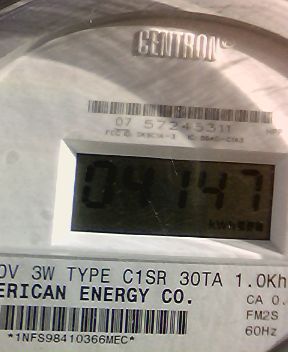 CENTRON
07 57245311
04147
0V 3W TYPE C1SR 30TA 1.0Kh
ERICAN ENERGY CO.
CA 0.
FM2S
60Hz
*1NFS98410366MEC*